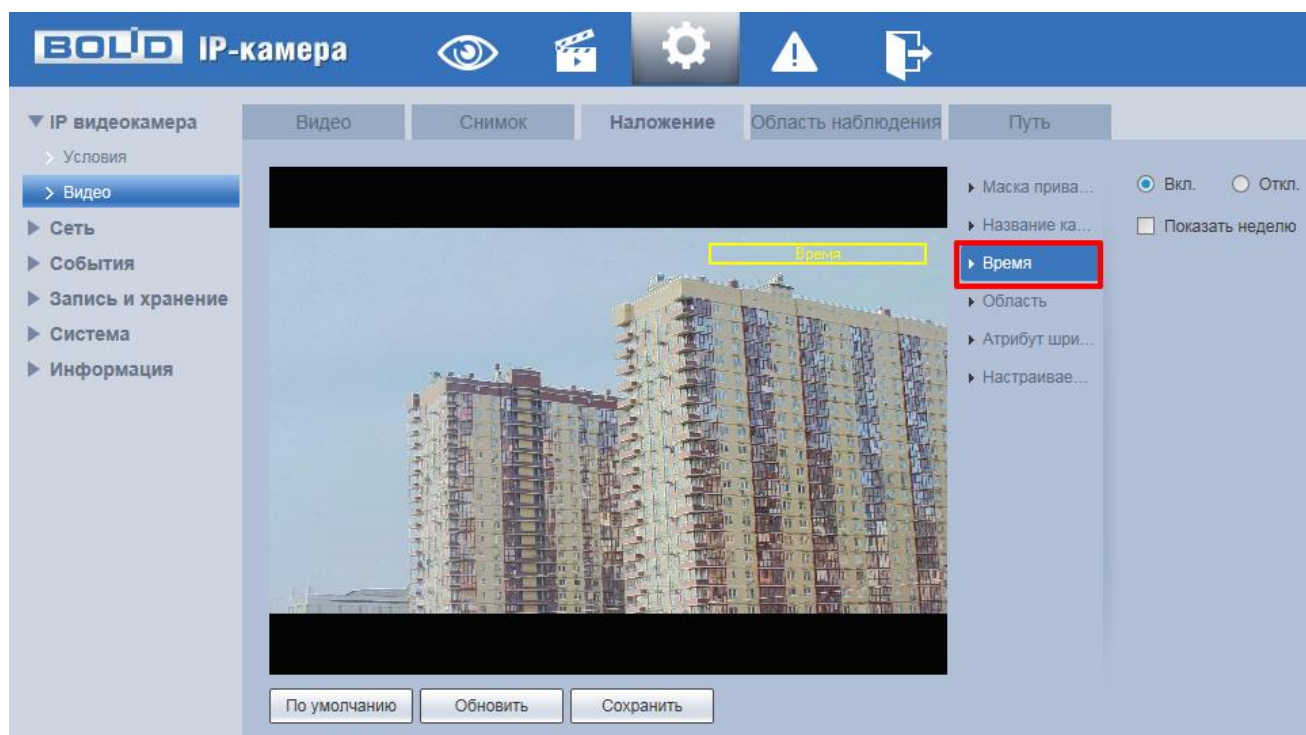 BOLID IP-камера
IP видеокамера
Условия
Видео
Сеть
События
Запись и хранение
Система
Информация
Видео
Снимок
Наложение
Область наблюдения
Путь
Время
Маска прива...
Название ка...
Время
Область
Атрибут шри...
Настраивае...
Вкл.
Откл.
Показать неделю
По умолчанию
Обновить
Сохранить